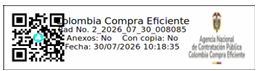 Colombia Compra Eficiente
Rad No. 2_2026_07_30_008085
Anexos: No Con copia: No
Fecha: 30/07/2026 10:18:35
Agencia Nacional
de Contratación Pública
Colombia Compra Eficiente